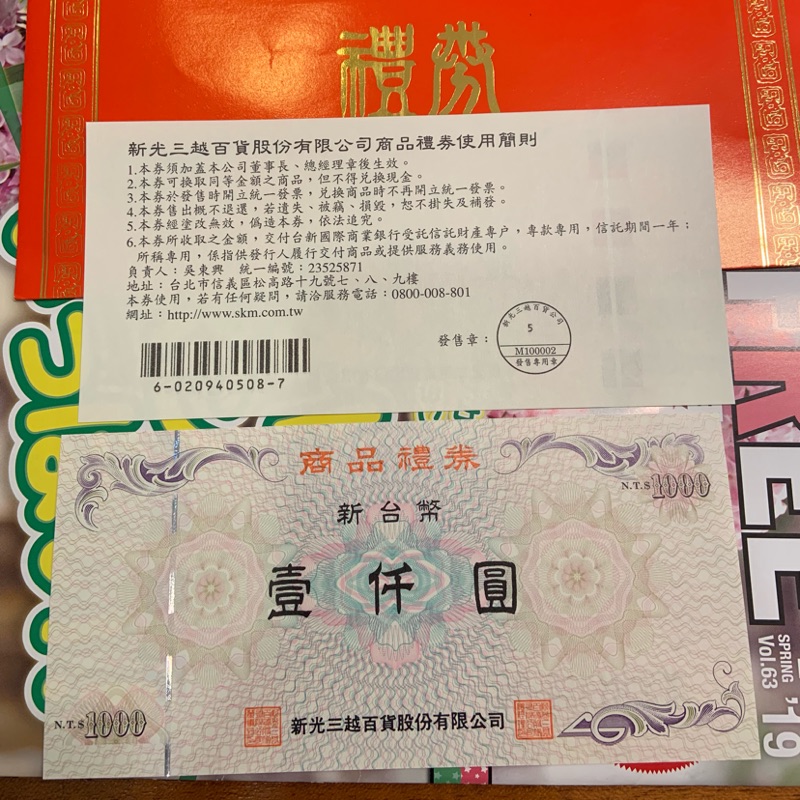 禮券
新光三越百貨股份有限公司商品禮券使用簡則
1.本券須加蓋本公司董事長、總經理章後生效。
2.本券可換取同等金額之商品，但不得兌換現金。
3.本券於發售時開立統一發票，兌換商品時不再開立統一發票。
4.本券售出概不退還，若遺失、被竊、損毀，恕不掛失及補發。
5.本券經塗改無效，偽造本券，依法追究。
6.本券所收取之金額，交付台新國際商業銀行受託信託財產專戶，專款專用，信託期間一年；
所稱專用，係指供發行人履行交付商品或提供服務義務使用。
負責人：吳東興 統一編號：23525871
地址：台北市信義區松高路十九號七、八、九樓
本券使用，若有任何疑問，請洽服務電話：0800-008-801
網址：http://www.skm.com.tw
發售章：
新光三越百貨公司
5
M100002
發售專用章
6-020940508-7
商品禮券
N.T.$1000
新台幣
壹仟圓
N.T.$1000
新光三越百貨股份有限公司
SPRING
Vol.63
'19